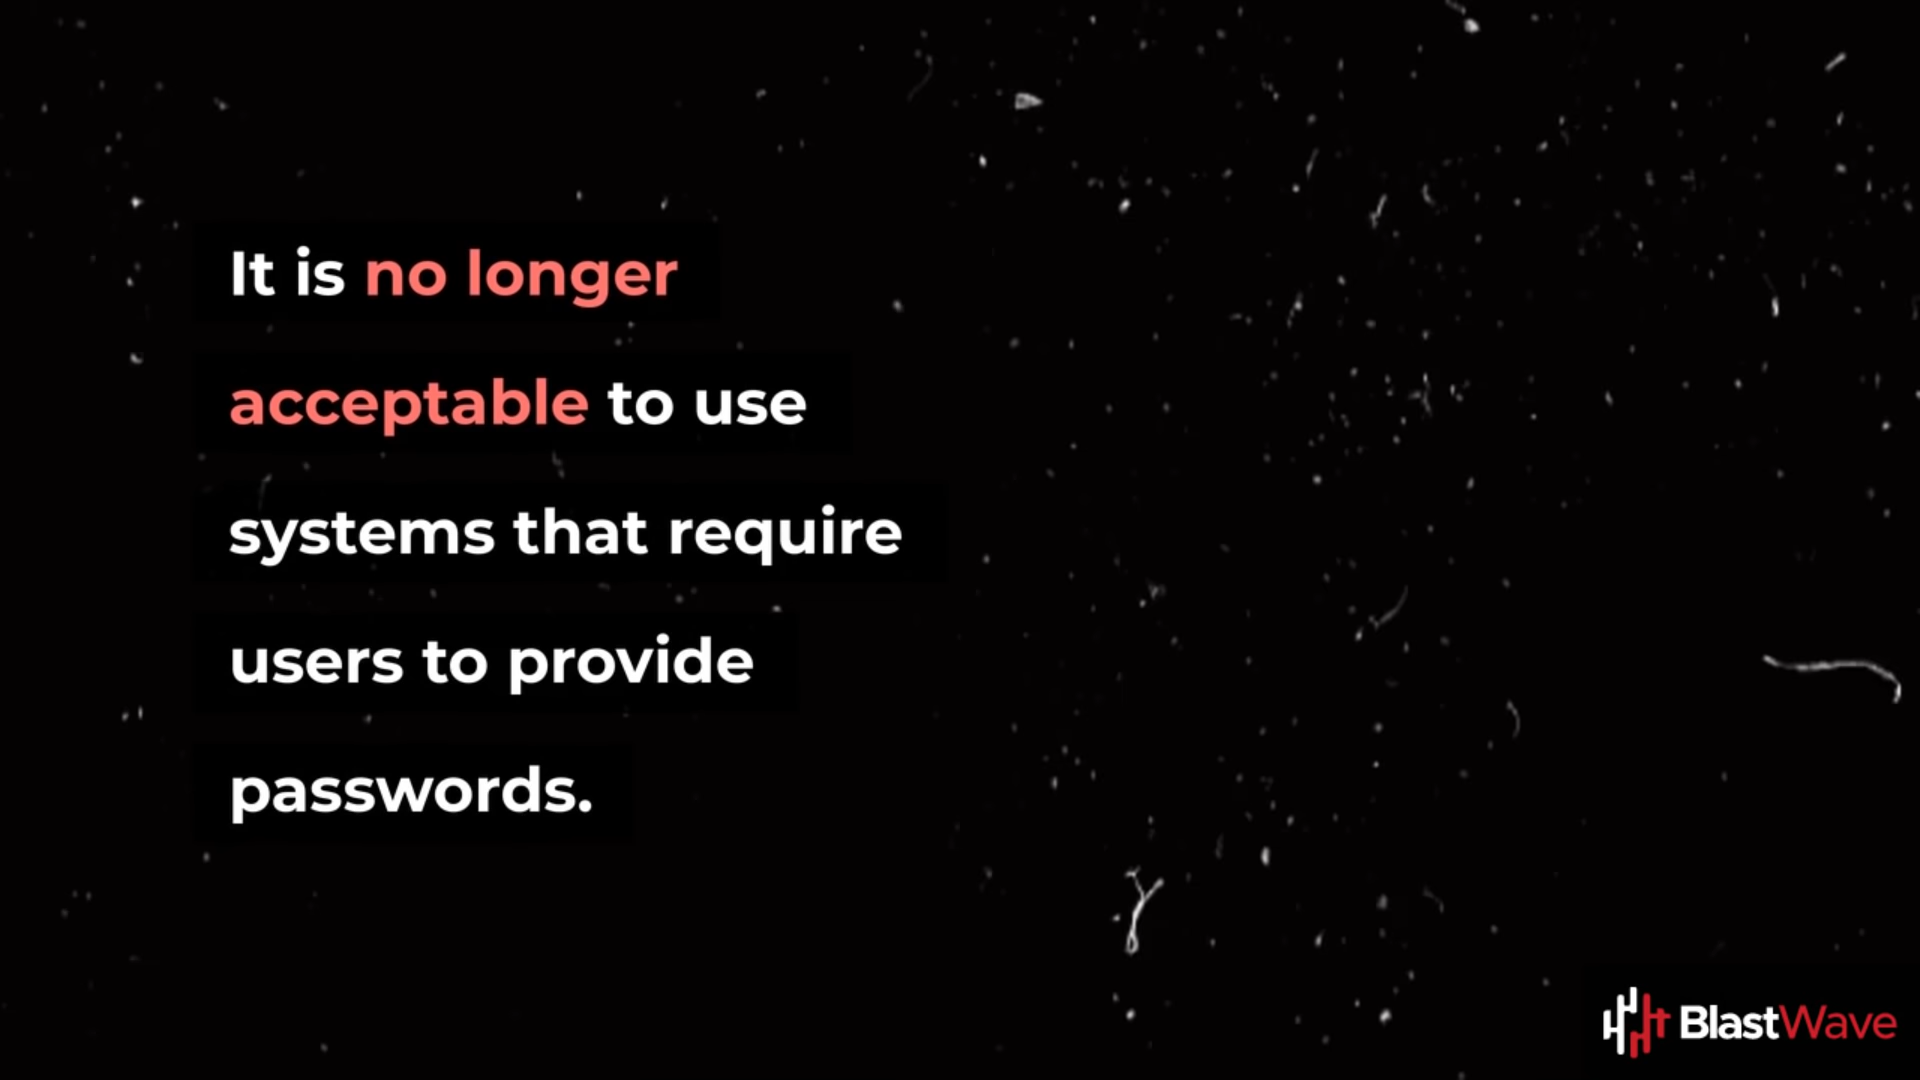 It is no longer
acceptable to use
systems that require
users to provide
passwords.
BlastWave